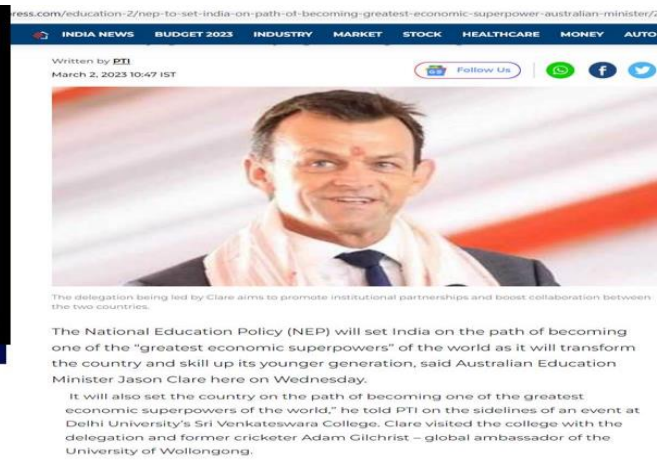 ress.com/education-2/nep-to-set-india-on-path-of-becoming-greatest-economic-superpower-australian-minister/2
INDIA NEWS BUDGET 2023 INDUSTRY MARKET STOCK HEALTHCARE MONEY AUTO
Written by PTI
March 2, 2023 10:47 IST
Follow Us
The delegation being led by Clare aims to promote institutional partnerships and boost collaboration between
the two countries.
The National Education Policy (NEP) will set India on the path of becoming
one of the “greatest economic superpowers” of the world as it will transform
the country and skill up its younger generation, said Australian Education
Minister Jason Clare here on Wednesday.
It will also set the country on the path of becoming one of the greatest
economic superpowers of the world,” he told PTI on the sidelines of an event at
Delhi University's Sri Venkateswara College. Clare visited the college with the
delegation and former cricketer Adam Gilchrist – global ambassador of the
University of Wollongong.